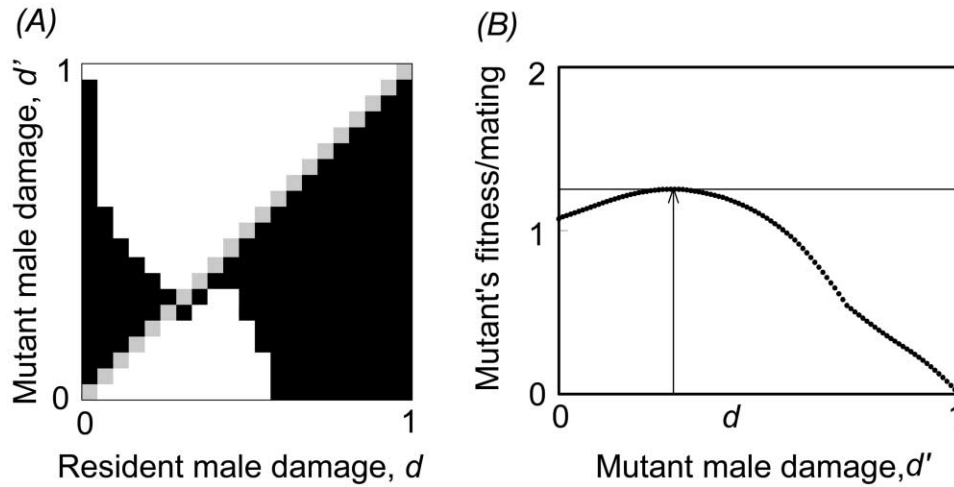 (A)
Mutant male damage, d'
1
0
0
1
Resident male damage, d
(B)
Mutant's fitness/mating
2
1
0
0
d
1
Mutant male damage,d'